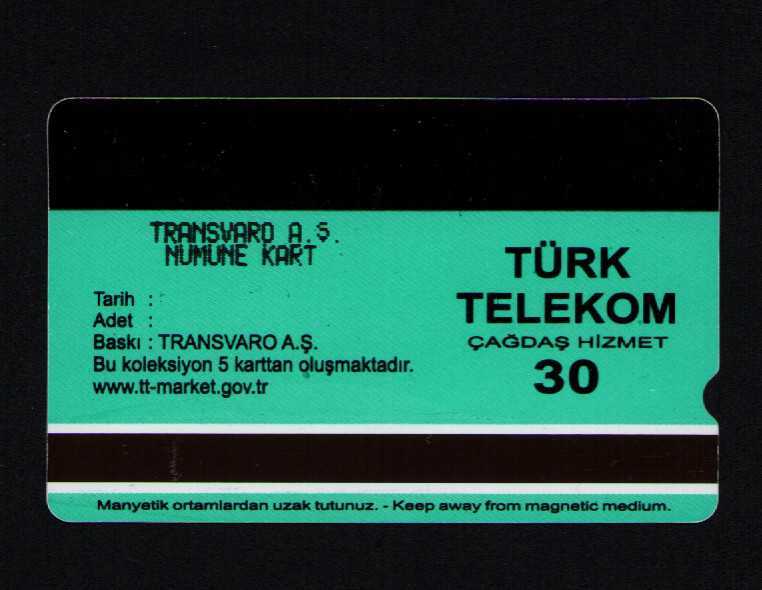 TRANSVARO A.Ş.
NUMUNE KART
Tarih :
Adet :
Baskı : TRANSVARO A.Ş.
Bu koleksiyon 5 karttan oluşmaktadır.
www.tt-market.gov.tr
TÜRK
TELEKOM
ÇAĞDAŞ HİZMET
30
Manyetik ortamlardan uzak tutunuz. - Keep away from magnetic medium.